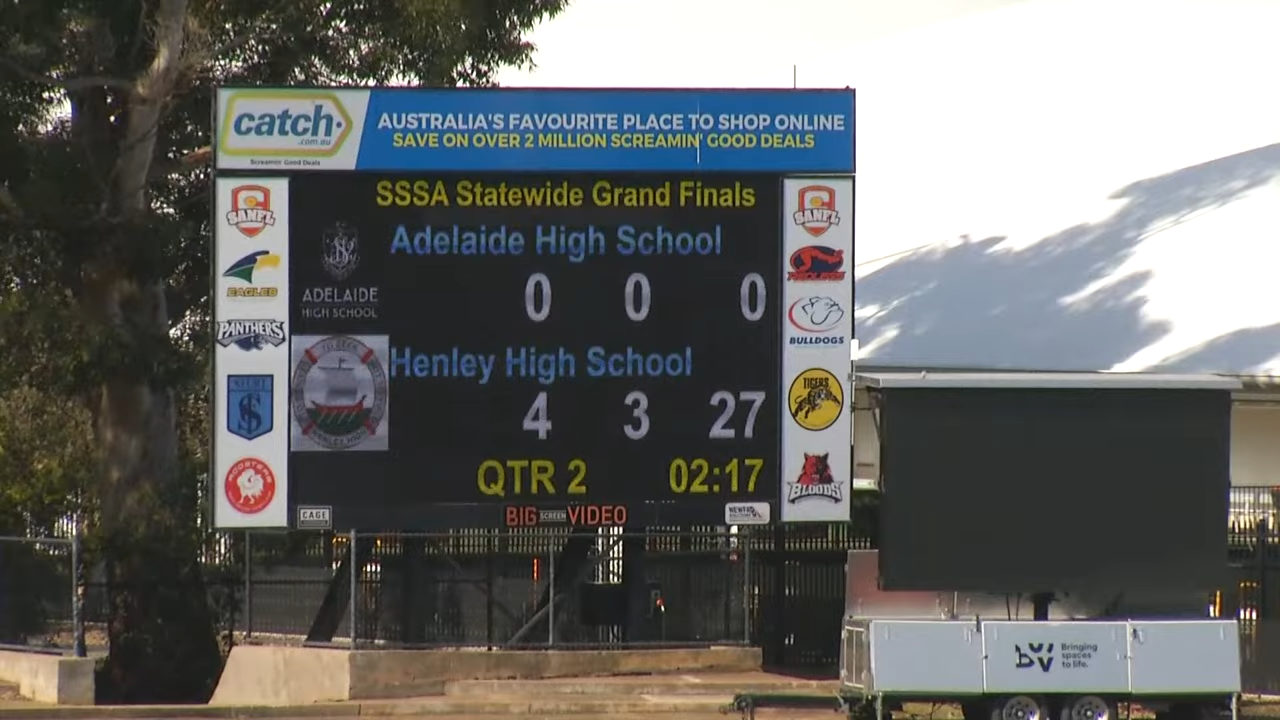 catch.com.au
Screamin' Good Deals
AUSTRALIA'S FAVOURITE PLACE TO SHOP ONLINE
SAVE ON OVER 2 MILLION SCREAMIN' GOOD DEALS
SSSA Statewide Grand Finals
Adelaide High School
0 0 0
ADELAIDE
HIGH SCHOOL
Henley High School
4 3 27
QTR 2 02:17
CAGE
BIG SCREEN VIDEO
SANFL
EAGLES
PANTHERS
STURT
ROOSTERS
SANFL
REDLEGS
BULLDOGS
TIGERS
BLOODS
Bringing
spaces
to life.